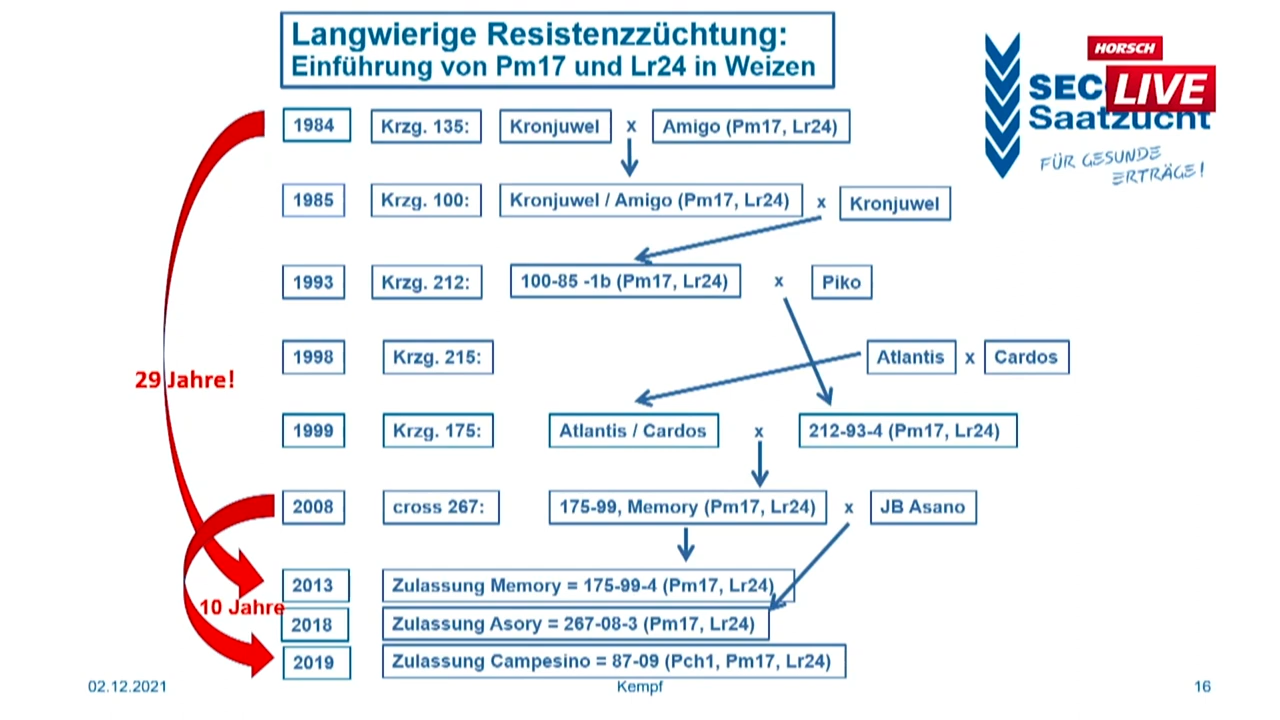 Langwierige Resistenzzüchtung:
Einführung von Pm17 und Lr24 in Weizen
HORSCH
LIVE
SEC
Saatzucht
FÜR GESUNDE
ERTRÄGE!
1984 Krzg. 135: Kronjuwel x Amigo (Pm17, Lr24)
1985 Krzg. 100: Kronjuwel / Amigo (Pm17, Lr24) x Kronjuwel
1993 Krzg. 212: 100-85 -1b (Pm17, Lr24) x Piko
1998 Krzg. 215: Atlantis x Cardos
29 Jahre!
1999 Krzg. 175: Atlantis / Cardos x 212-93-4 (Pm17, Lr24)
2008 cross 267: 175-99, Memory (Pm17, Lr24) x JB Asano
2013 Zulassung Memory = 175-99-4 (Pm17, Lr24)
10 Jahre
2018 Zulassung Asory = 267-08-3 (Pm17, Lr24)
2019 Zulassung Campesino = 87-09 (Pch1, Pm17, Lr24)
02.12.2021 Kempf 16